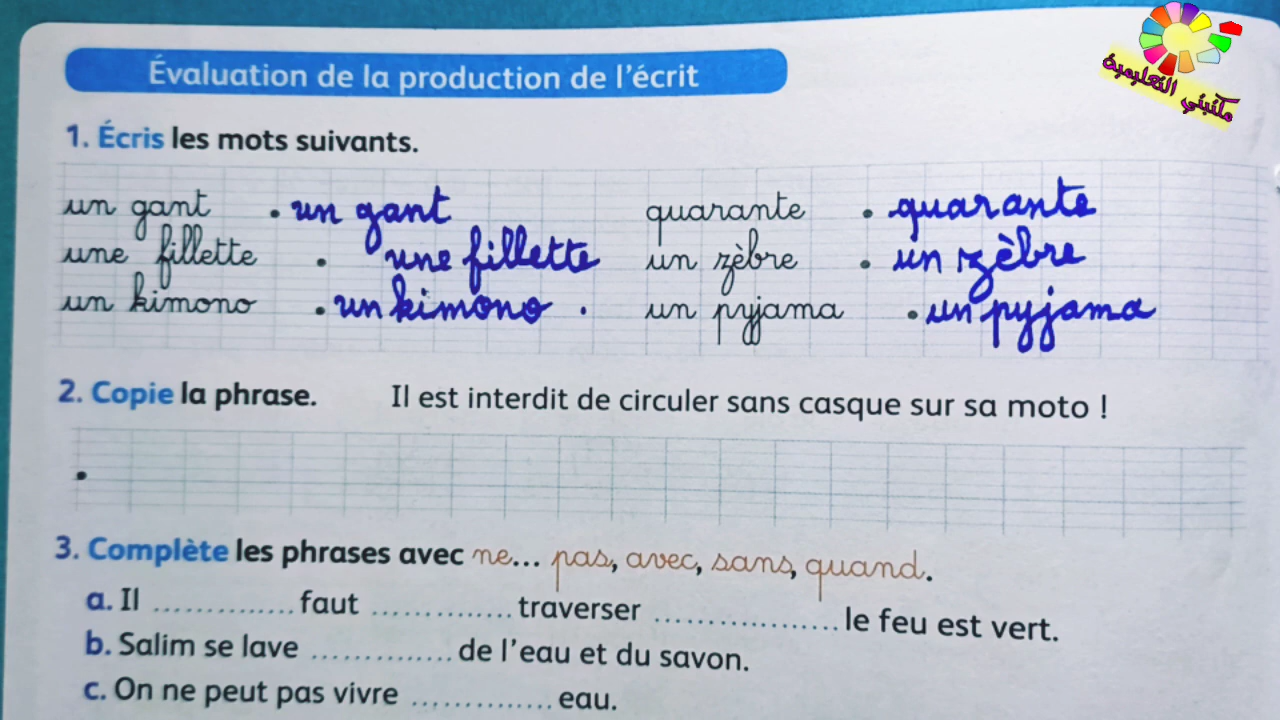 Évaluation de la production de l'écrit
مكتبتي التعليمية
1. Écris les mots suivants.
un gant • un gant quarante • quarante
une fillette • une fillette un zèbre • un zèbre
un kimono • un kimono . un pyjama • un pyjama
2. Copie la phrase. Il est interdit de circuler sans casque sur sa moto !
•
3. Complète les phrases avec ne... pas, avec, sans, quand.
a. Il .............. faut .............. traverser .................. le feu est vert.
b. Salim se lave .............. de l'eau et du savon.
c. On ne peut pas vivre .............. eau.